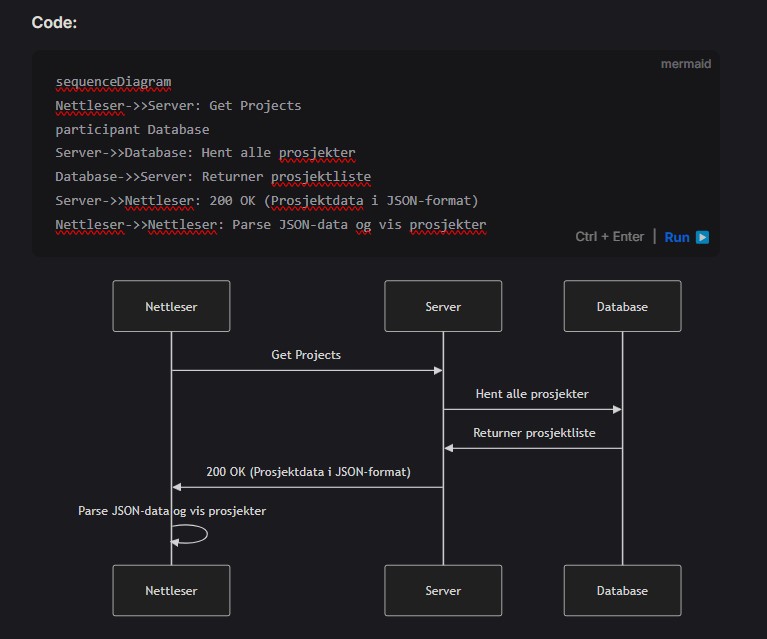 Code:
mermaid
sequenceDiagram
Nettleser->>Server: Get Projects
participant Database
Server->>Database: Hent alle prosjekter
Database->>Server: Returner prosjektliste
Server->>Nettleser: 200 OK (Prosjektdata i JSON-format)
Nettleser->>Nettleser: Parse JSON-data og vis prosjekter
Ctrl + Enter | Run
Nettleser Server Database
Get Projects
Hent alle prosjekter
Returner prosjektliste
200 OK (Prosjektdata i JSON-format)
Parse JSON-data og vis prosjekter
Nettleser Server Database